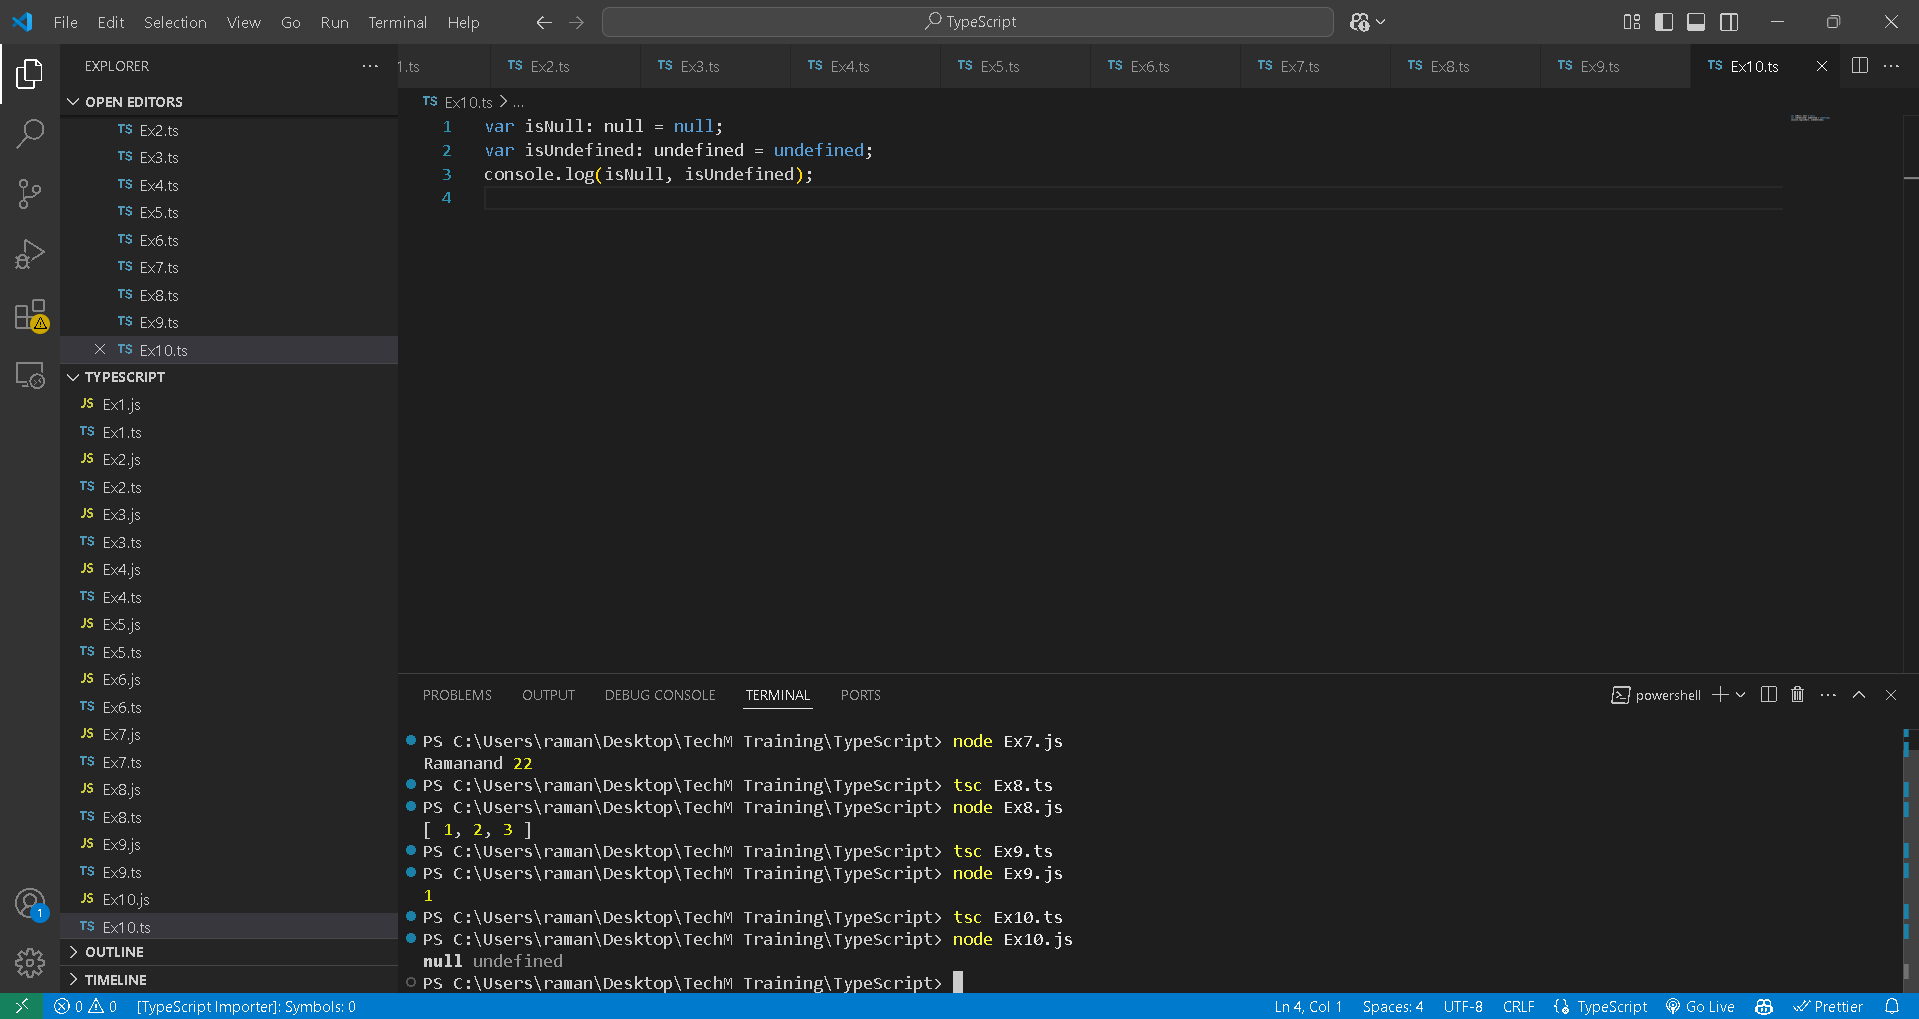 File Edit Selection View Go Run Terminal Help
TypeScript
EXPLORER
1.ts
TS Ex2.ts
TS Ex3.ts
TS Ex4.ts
TS Ex5.ts
TS Ex6.ts
TS Ex7.ts
TS Ex8.ts
TS Ex9.ts
TS Ex10.ts
OPEN EDITORS
TS Ex2.ts
TS Ex3.ts
TS Ex4.ts
TS Ex5.ts
TS Ex6.ts
TS Ex7.ts
TS Ex8.ts
TS Ex9.ts
TS Ex10.ts
TYPESCRIPT
JS Ex1.js
TS Ex1.ts
JS Ex2.js
TS Ex2.ts
JS Ex3.js
TS Ex3.ts
JS Ex4.js
TS Ex4.ts
JS Ex5.js
TS Ex5.ts
JS Ex6.js
TS Ex6.ts
JS Ex7.js
TS Ex7.ts
JS Ex8.js
TS Ex8.ts
JS Ex9.js
TS Ex9.ts
JS Ex10.js
TS Ex10.ts
OUTLINE
TIMELINE
1
TS Ex10.ts > ...
1 var isNull: null = null;
2 var isUndefined: undefined = undefined;
3 console.log(isNull, isUndefined);
4
PROBLEMS OUTPUT DEBUG CONSOLE TERMINAL PORTS
powershell
PS C:\Users\raman\Desktop\TechM Training\TypeScript> node Ex7.js
Ramanand 22
PS C:\Users\raman\Desktop\TechM Training\TypeScript> tsc Ex8.ts
PS C:\Users\raman\Desktop\TechM Training\TypeScript> node Ex8.js
[ 1, 2, 3 ]
PS C:\Users\raman\Desktop\TechM Training\TypeScript> tsc Ex9.ts
PS C:\Users\raman\Desktop\TechM Training\TypeScript> node Ex9.js
1
PS C:\Users\raman\Desktop\TechM Training\TypeScript> tsc Ex10.ts
PS C:\Users\raman\Desktop\TechM Training\TypeScript> node Ex10.js
null undefined
PS C:\Users\raman\Desktop\TechM Training\TypeScript>
0 0 [TypeScript Importer]: Symbols: 0
Ln 4, Col 1 Spaces: 4 UTF-8 CRLF {} TypeScript Go Live Prettier